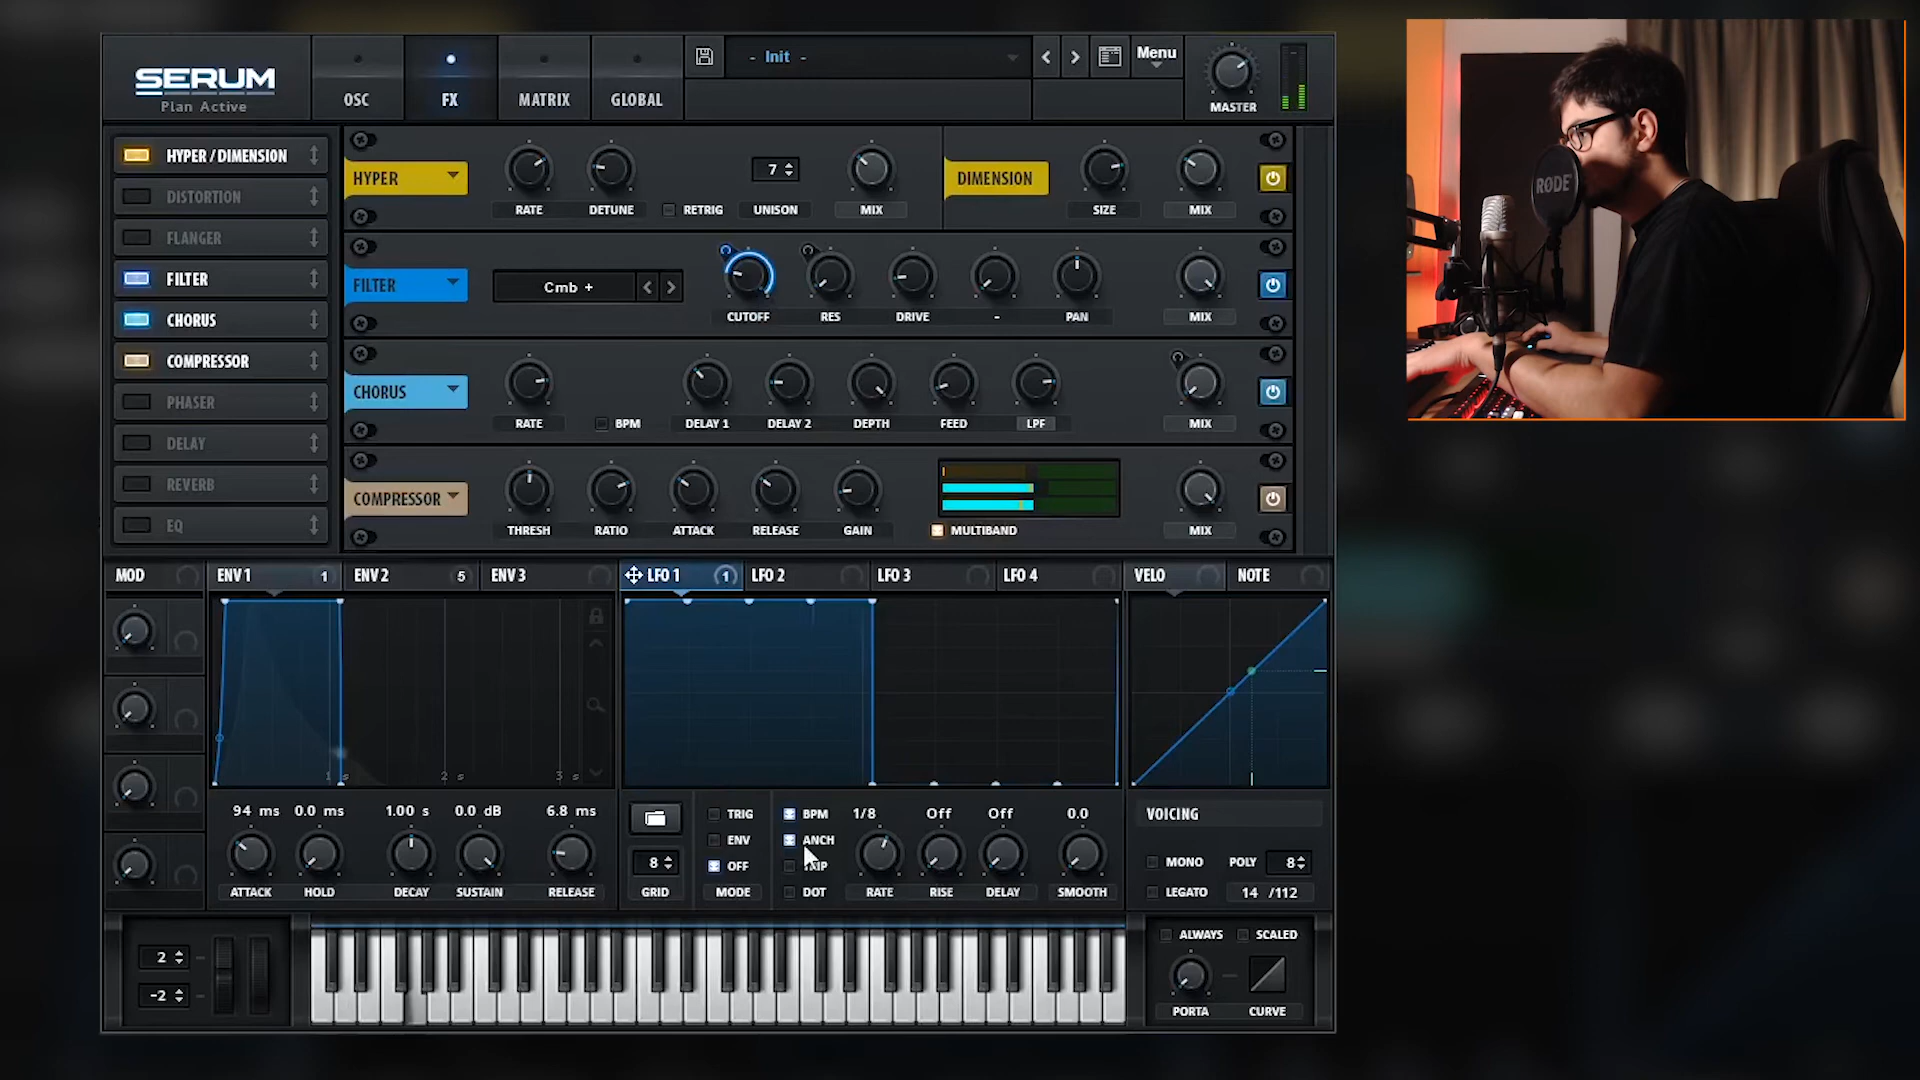 SERUM
Plan Active
OSC
FX
MATRIX
GLOBAL
- Init -
Menu
MASTER
HYPER / DIMENSION
DISTORTION
FLANGER
FILTER
CHORUS
COMPRESSOR
PHASER
DELAY
REVERB
EQ
HYPER
RATE
DETUNE
RETRIG
7
UNISON
MIX
DIMENSION
SIZE
MIX
FILTER
Cmb +
CUTOFF
RES
DRIVE
-
PAN
MIX
CHORUS
RATE
BPM
DELAY 1
DELAY 2
DEPTH
FEED
LPF
MIX
COMPRESSOR
THRESH
RATIO
ATTACK
RELEASE
GAIN
MULTIBAND
MIX
RØDE
MOD
ENV 1
1
ENV 2
5
ENV 3
LFO 1
1
LFO 2
LFO 3
LFO 4
VELO
NOTE
1 s
2 s
3 s
94 ms
0.0 ms
1.00 s
0.0 dB
6.8 ms
ATTACK
HOLD
DECAY
SUSTAIN
RELEASE
8
GRID
TRIG
ENV
OFF
MODE
BPM
ANCH
DOT
1/8
Off
Off
0.0
RATE
RISE
DELAY
SMOOTH
VOICING
MONO
POLY
8
LEGATO
14 /112
2
-2
ALWAYS
SCALED
PORTA
CURVE